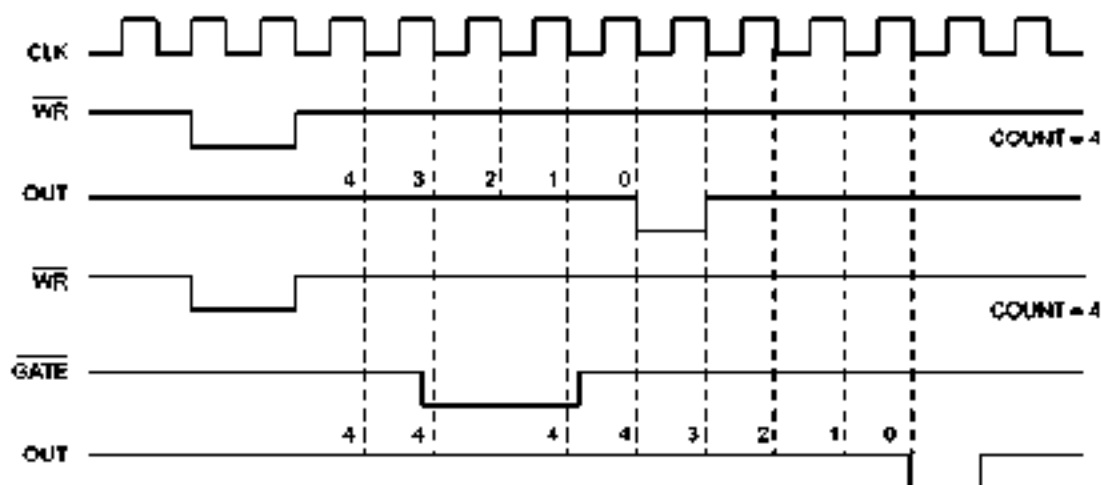 CLK
WR
COUNT = 4
4 3 2 1 0
OUT
WR
COUNT = 4
GATE
4 4 4 4 3 2 1 0
OUT